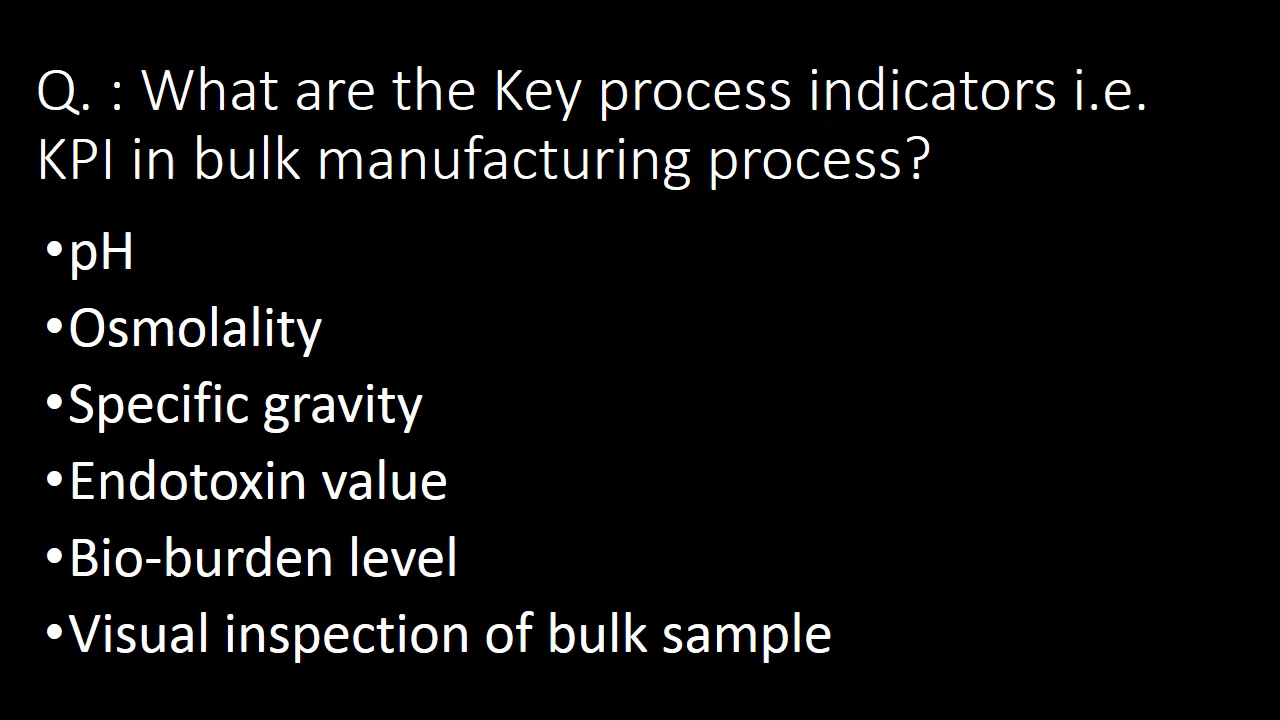 Q. : What are the Key process indicators i.e.
KPI in bulk manufacturing process?
•pH
•Osmolality
•Specific gravity
•Endotoxin value
•Bio-burden level
•Visual inspection of bulk sample